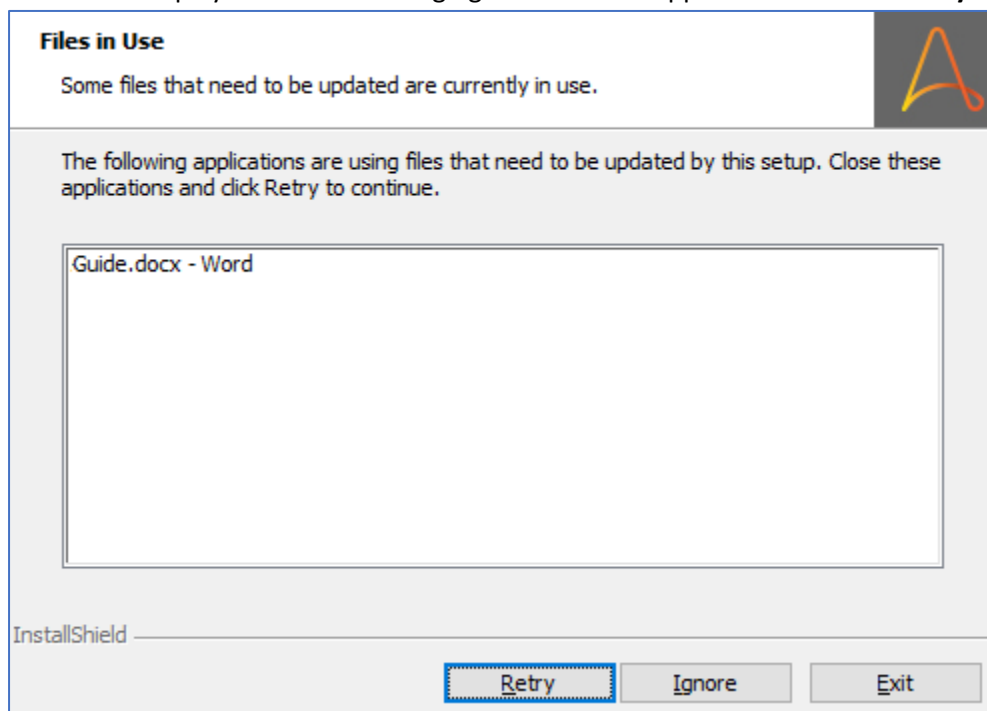 Files in Use
Some files that need to be updated are currently in use.
The following applications are using files that need to be updated by this setup. Close these
applications and click Retry to continue.
Guide.docx - Word
InstallShield
Retry
Ignore
Exit